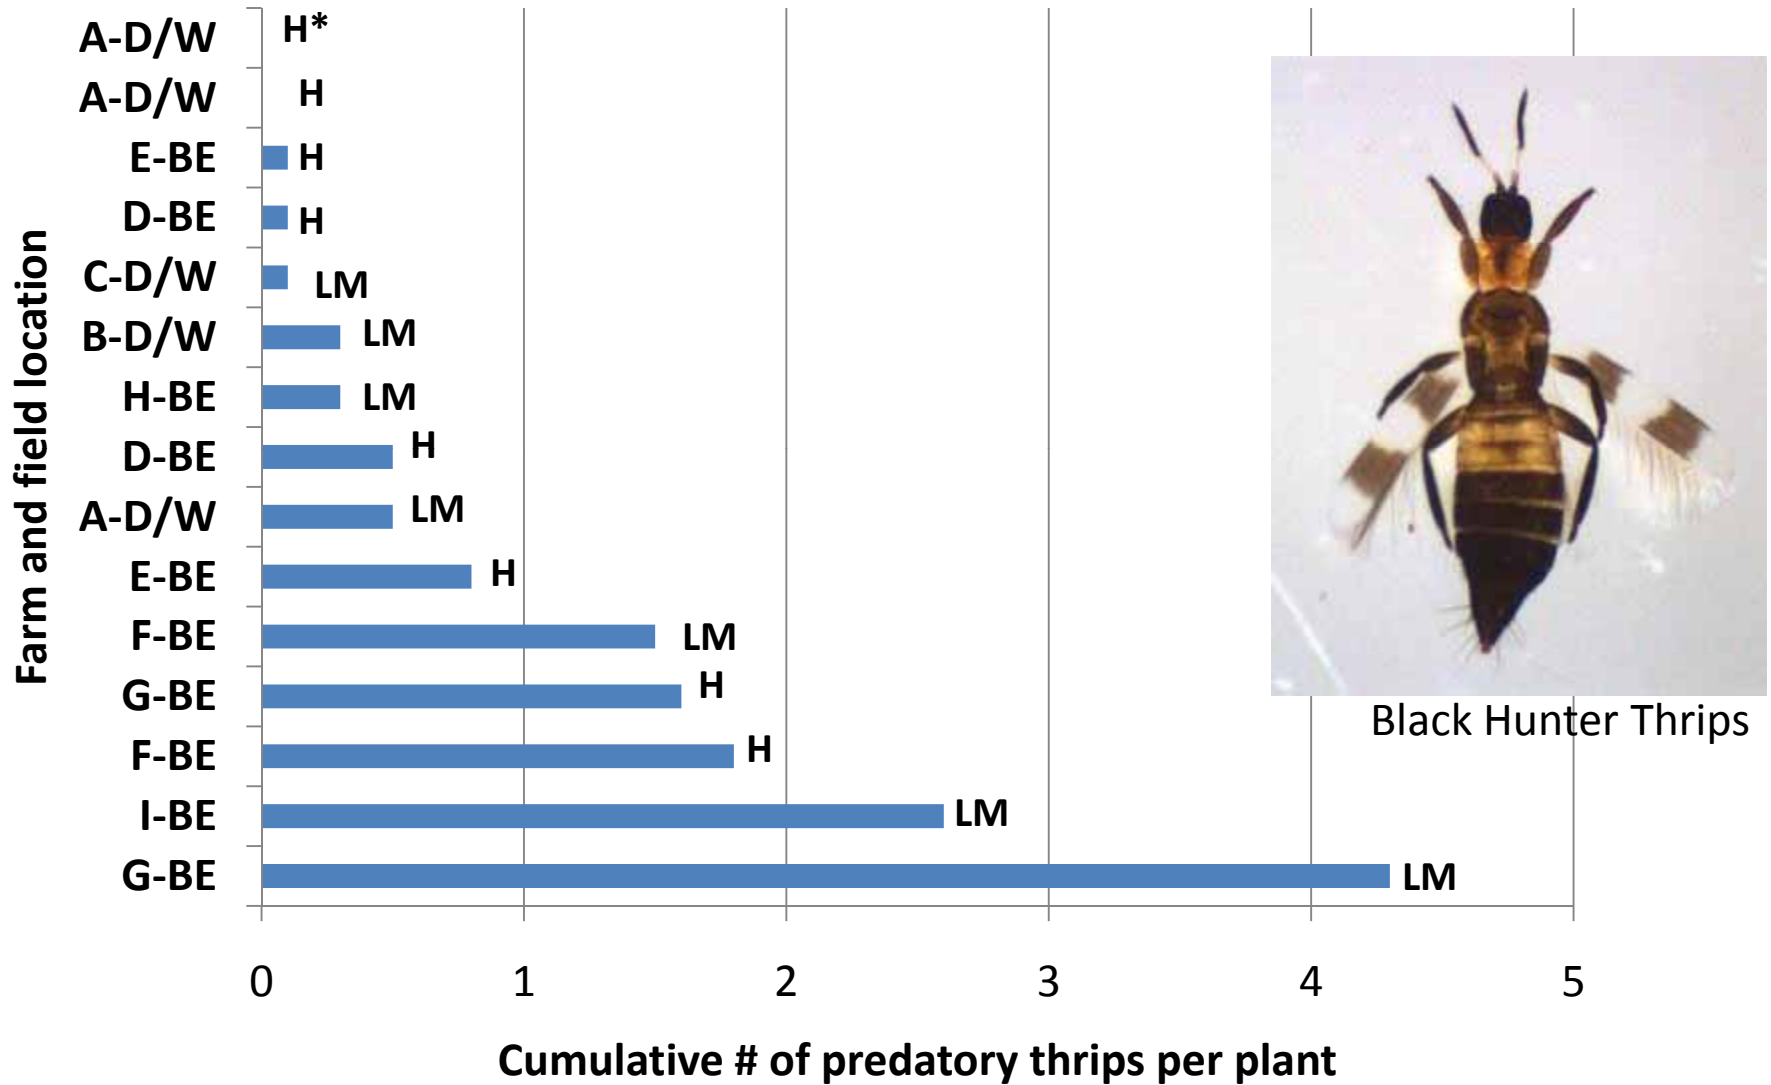 Farm and field location
A-D/W H*
A-D/W H
E-BE H
D-BE H
C-D/W LM
B-D/W LM
H-BE LM
D-BE H
A-D/W LM
E-BE H
F-BE LM
G-BE H
F-BE H
I-BE LM
G-BE LM
Black Hunter Thrips
0 1 2 3 4 5
Cumulative # of predatory thrips per plant